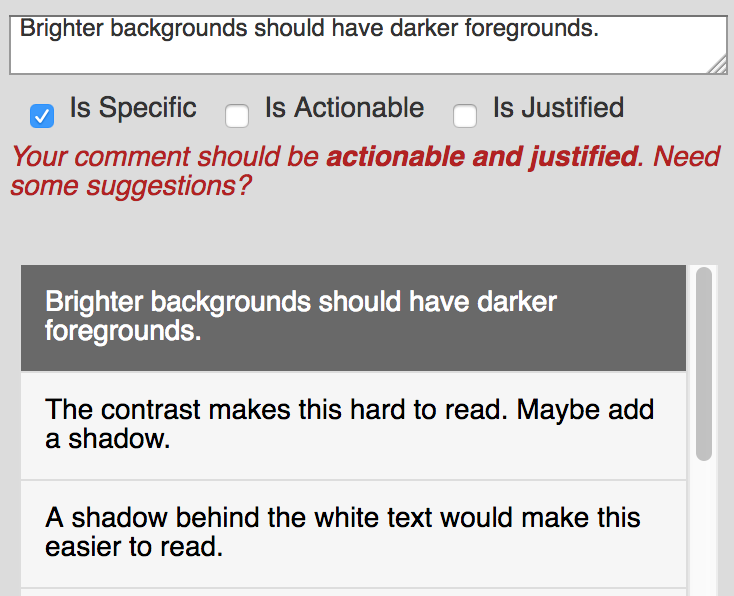 Brighter backgrounds should have darker foregrounds.
Is Specific Is Actionable Is Justified
Your comment should be actionable and justified. Need
some suggestions?
Brighter backgrounds should have darker
foregrounds.
The contrast makes this hard to read. Maybe add
a shadow.
A shadow behind the white text would make this
easier to read.